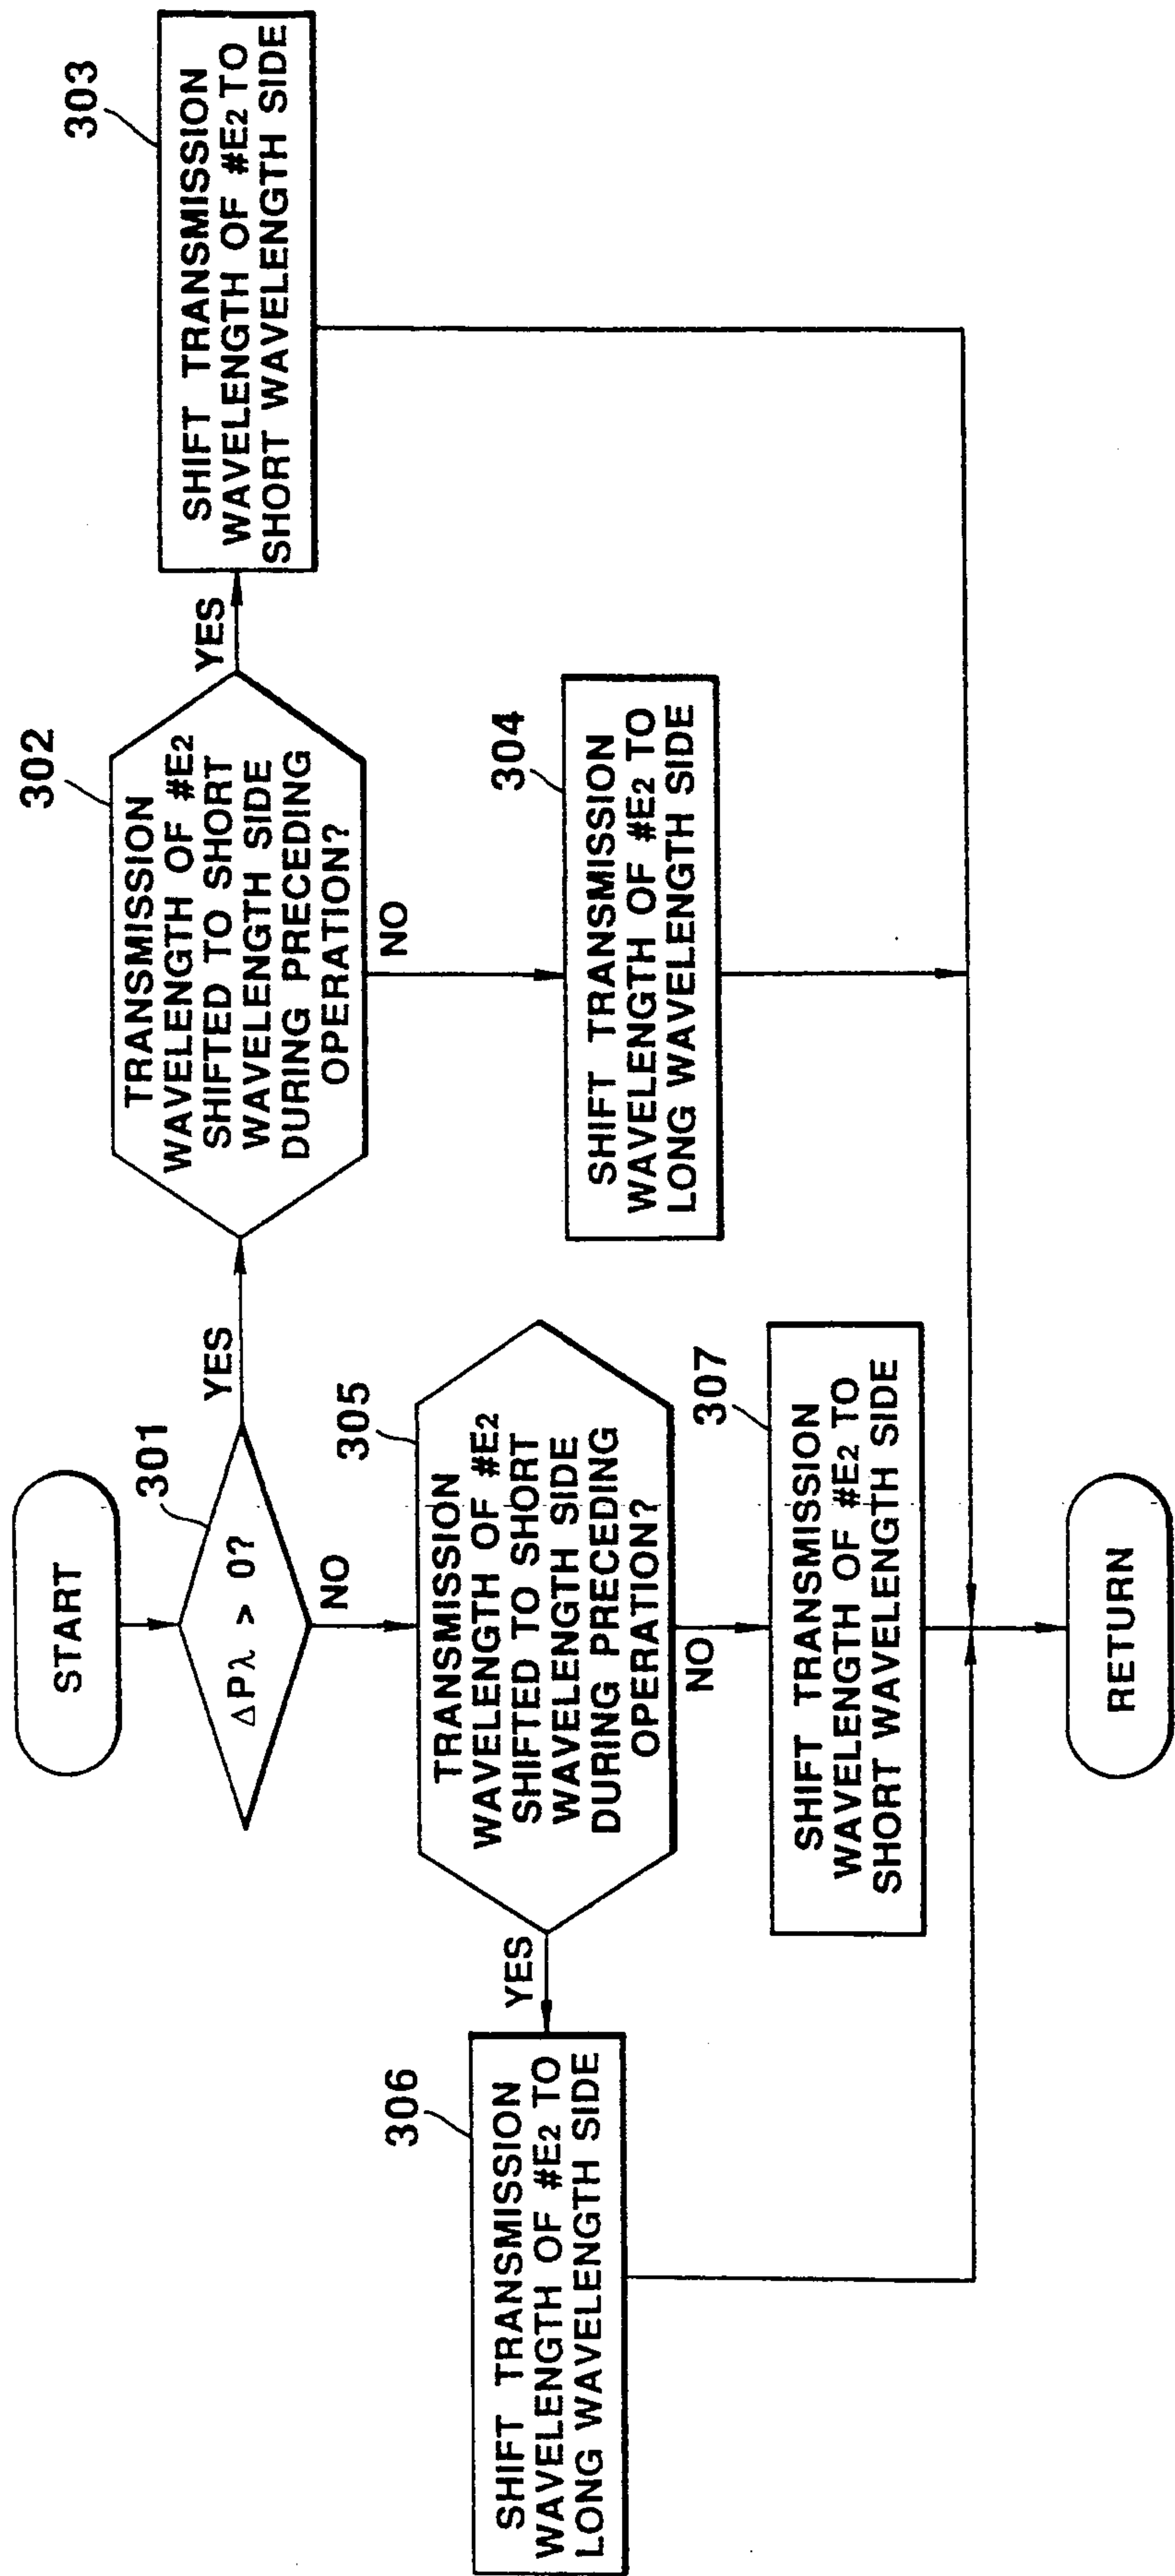 START
301
ΔPλ > 0?
YES
NO
302
TRANSMISSION
WAVELENGTH OF #E2
SHIFTED TO SHORT
WAVELENGTH SIDE
DURING PRECEDING
OPERATION?
YES
NO
303
SHIFT TRANSMISSION
WAVELENGTH OF #E2 TO
SHORT WAVELENGTH SIDE
304
SHIFT TRANSMISSION
WAVELENGTH OF #E2 TO
LONG WAVELENGTH SIDE
305
TRANSMISSION
WAVELENGTH OF #E2
SHIFTED TO SHORT
WAVELENGTH SIDE
DURING PRECEDING
OPERATION?
YES
NO
306
SHIFT TRANSMISSION
WAVELENGTH OF #E2 TO
LONG WAVELENGTH SIDE
307
SHIFT TRANSMISSION
WAVELENGTH OF #E2 TO
SHORT WAVELENGTH SIDE
RETURN